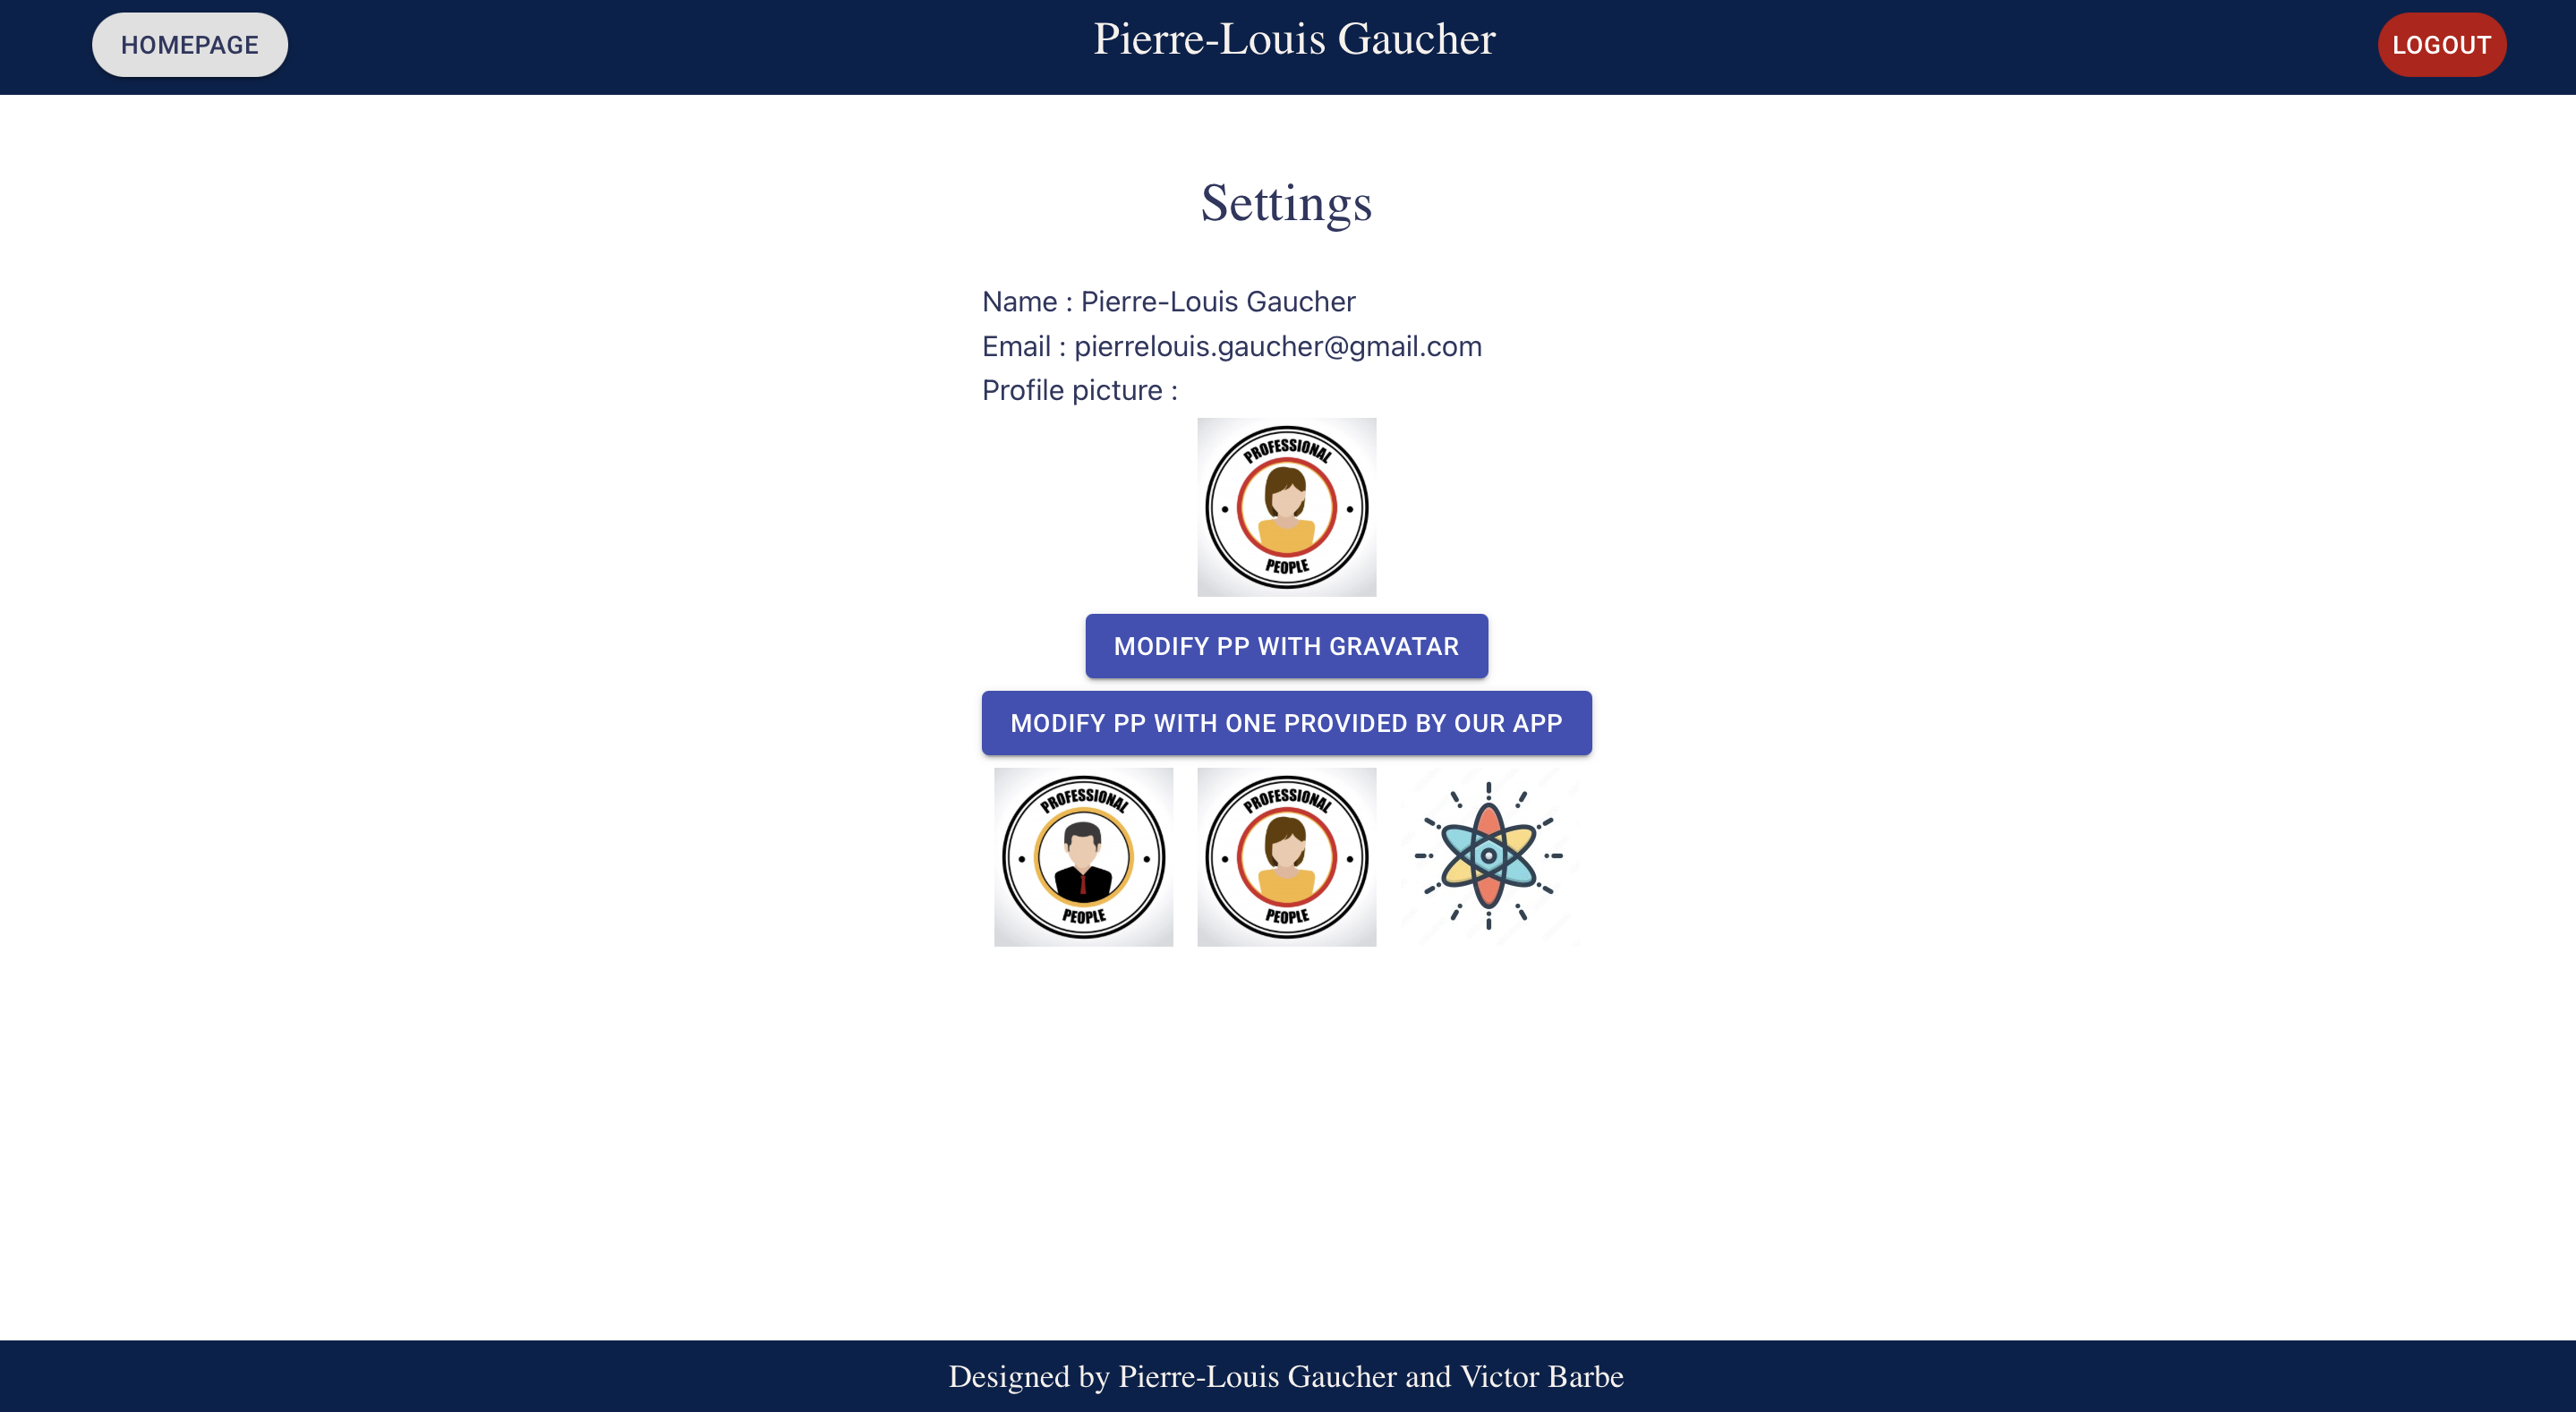 HOMEPAGE
Pierre-Louis Gaucher
LOGOUT
Settings
Name : Pierre-Louis Gaucher
Email : pierrelouis.gaucher@gmail.com
Profile picture :
PROFESSIONAL
PEOPLE
MODIFY PP WITH GRAVATAR
MODIFY PP WITH ONE PROVIDED BY OUR APP
PROFESSIONAL
PEOPLE
PROFESSIONAL
PEOPLE
Designed by Pierre-Louis Gaucher and Victor Barbe